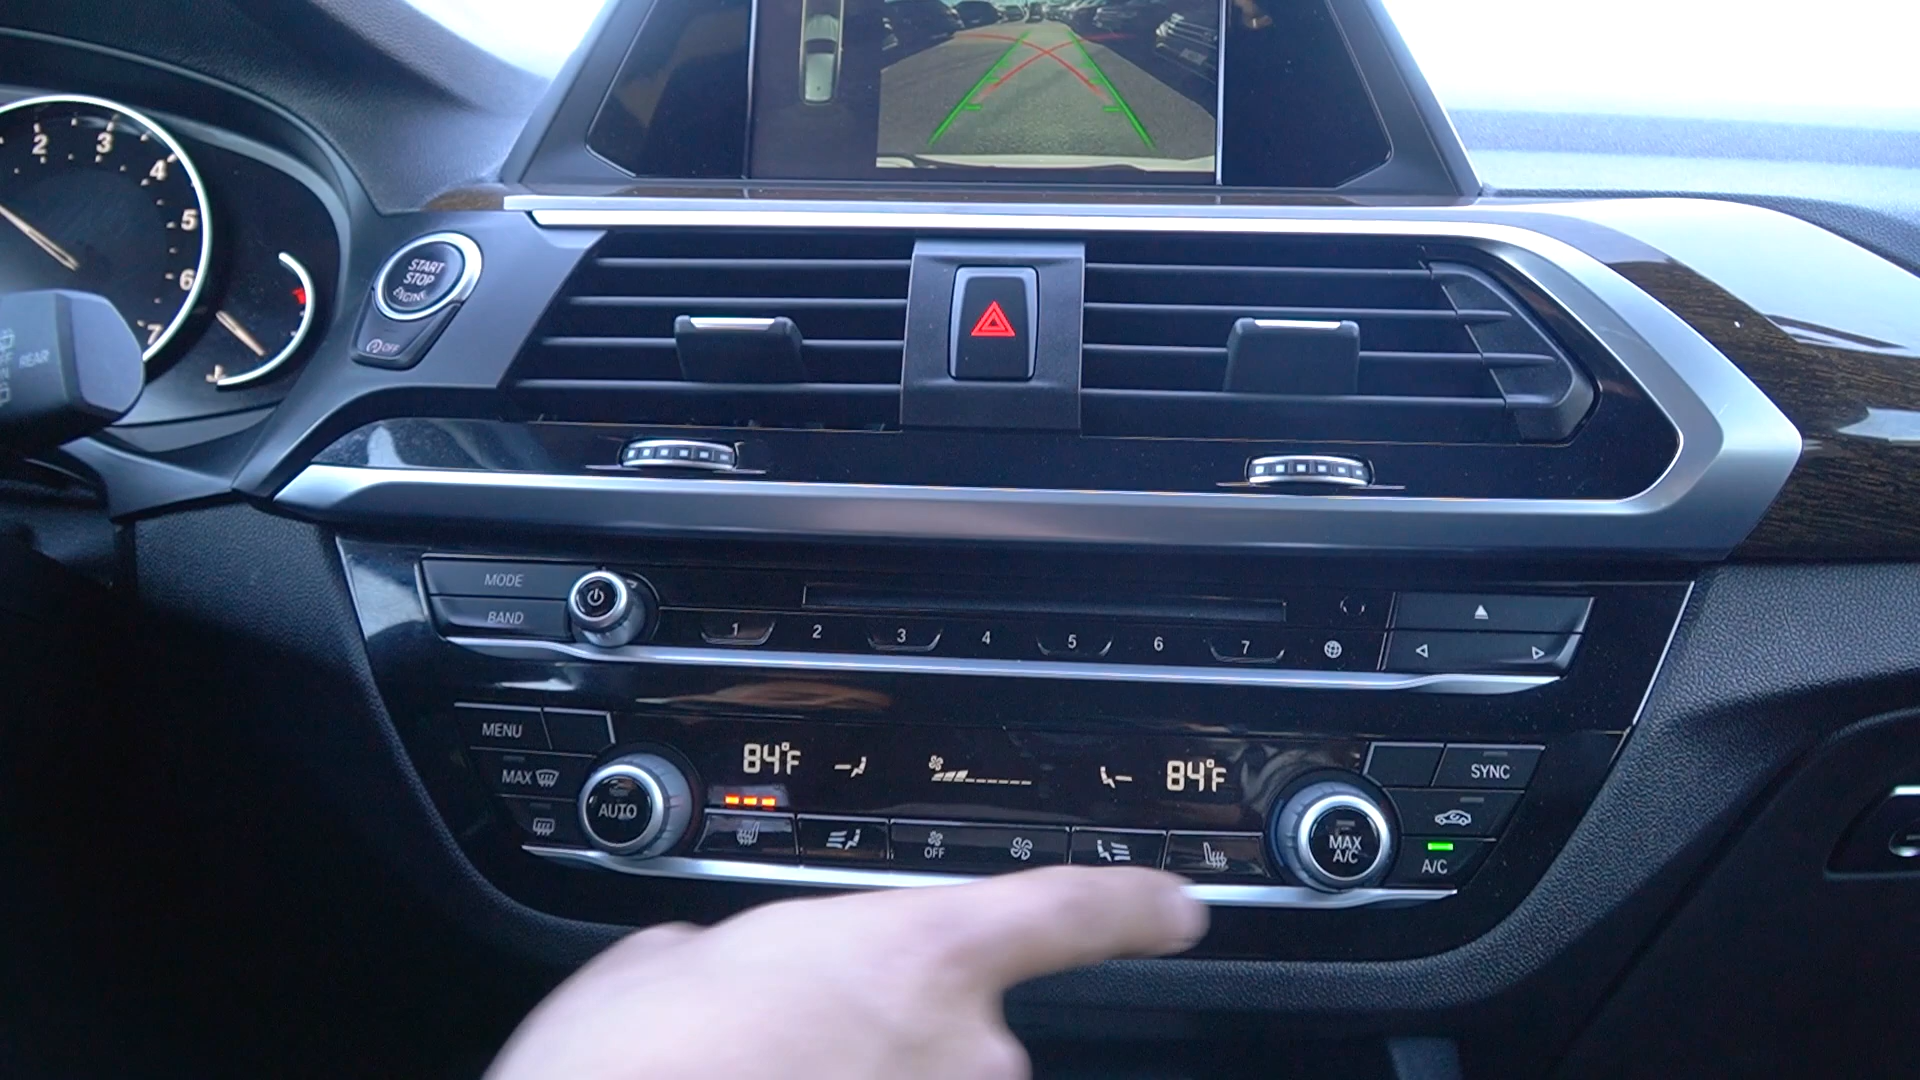 2
3
4
5
6
7
REAR
START
STOP
ENGINE
OFF
MODE
BAND
1
2
3
4
5
6
7
MENU
MAX
AUTO
84°F
84°F
OFF
MAX
A/C
SYNC
A/C